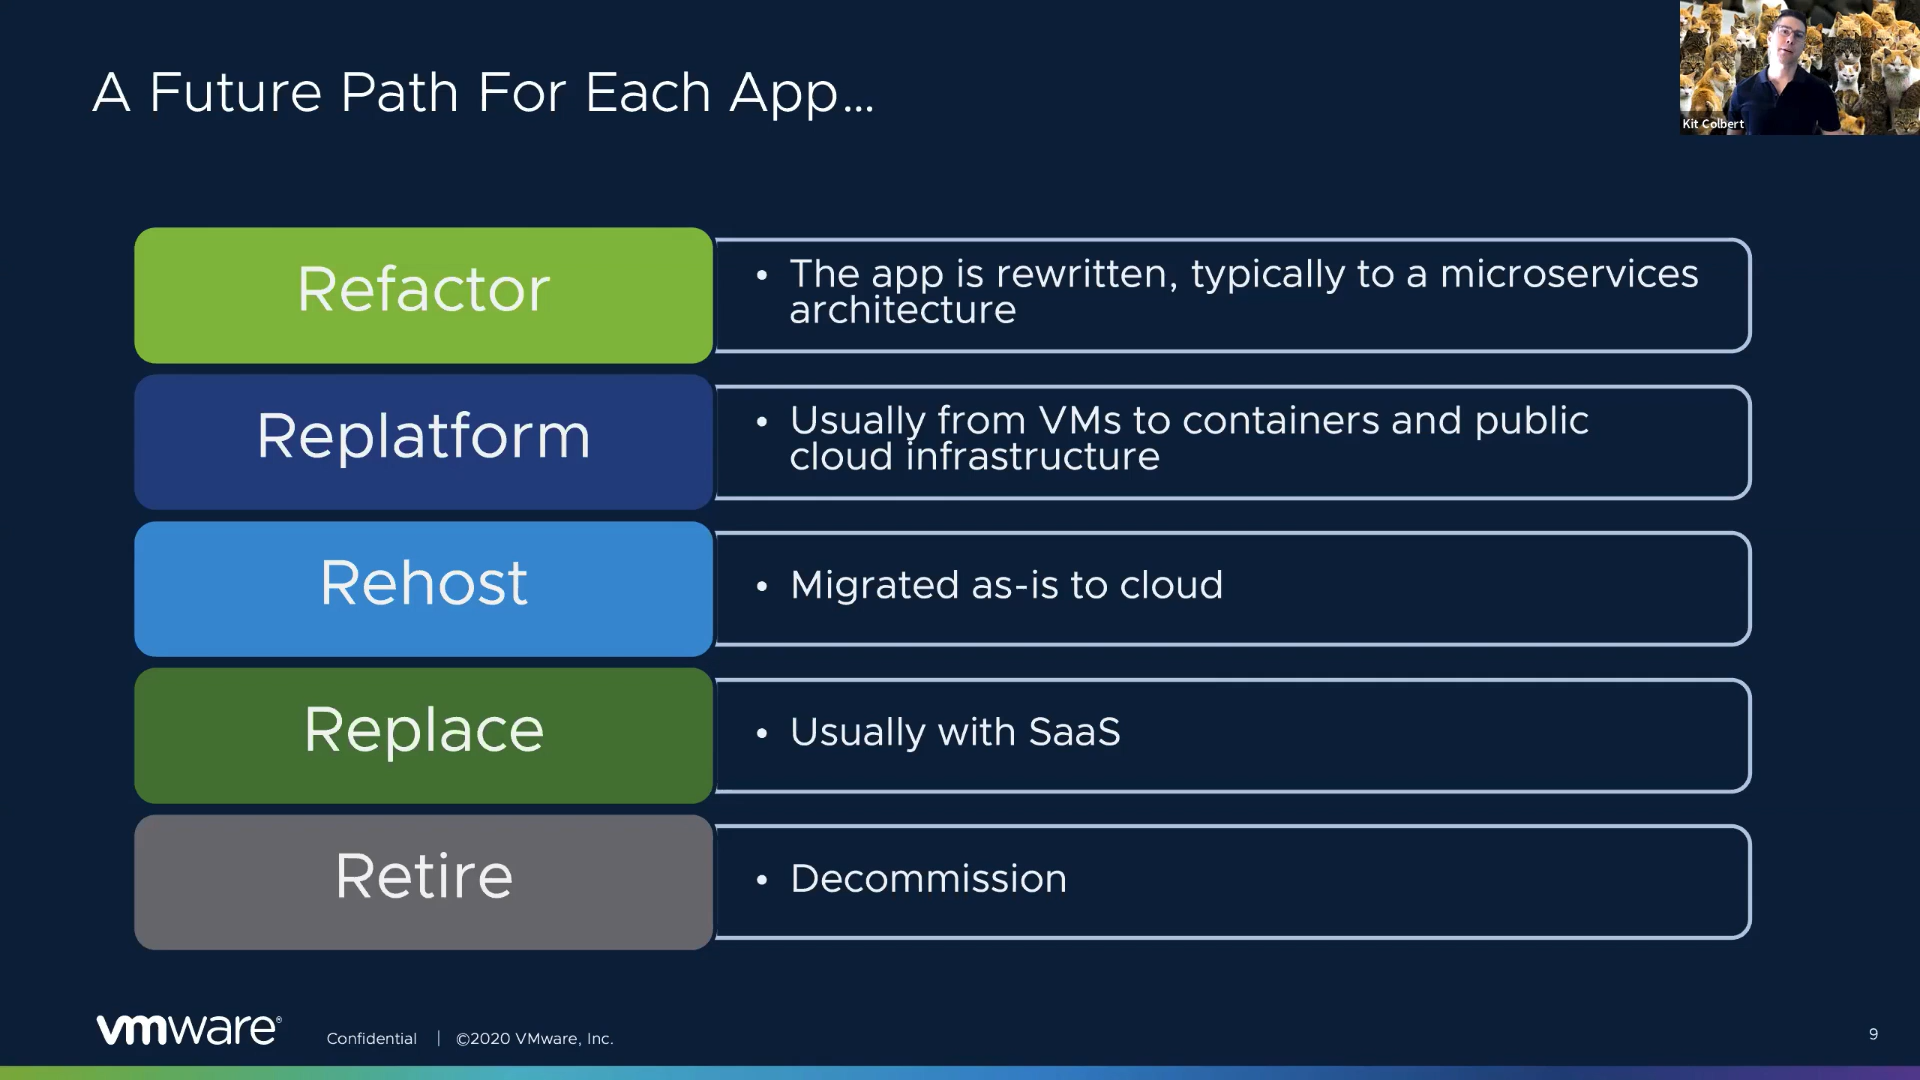 A Future Path For Each App...
Kit Colbert
Refactor
• The app is rewritten, typically to a microservices
architecture
Replatform
• Usually from VMs to containers and public
cloud infrastructure
Rehost
• Migrated as-is to cloud
Replace
• Usually with SaaS
Retire
• Decommission
vmware®
Confidential | ©2020 VMware, Inc.
9